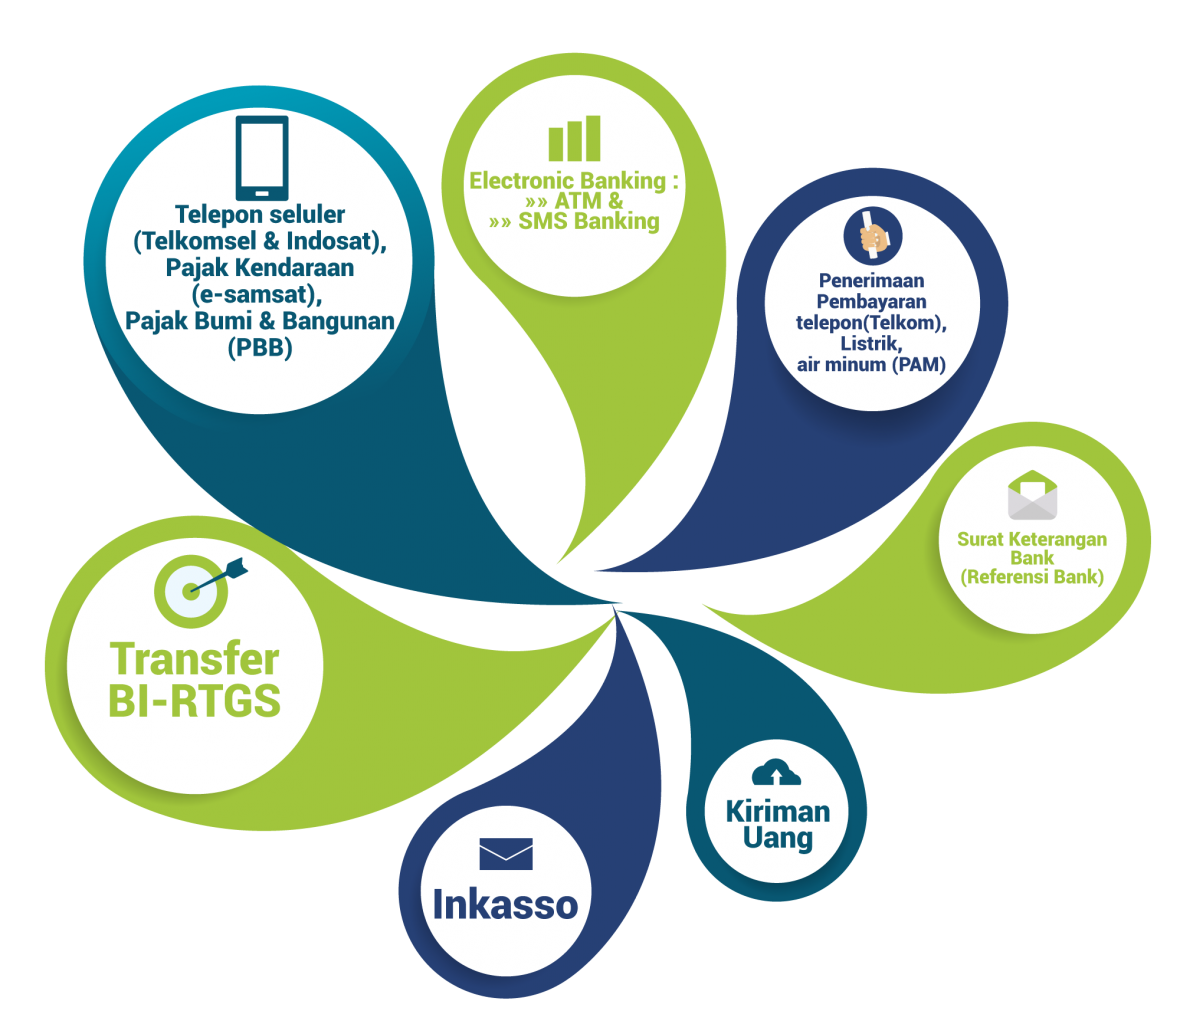 Telepon seluler
(Telkomsel & Indosat),
Pajak Kendaraan
(e-samsat),
Pajak Bumi & Bangunan
(PBB)
Electronic Banking :
»» ATM &
»» SMS Banking
Penerimaan
Pembayaran
telepon(Telkom),
Listrik,
air minum (PAM)
Surat Keterangan
Bank
(Referensi Bank)
Transfer
BI-RTGS
Inkasso
Kiriman
Uang